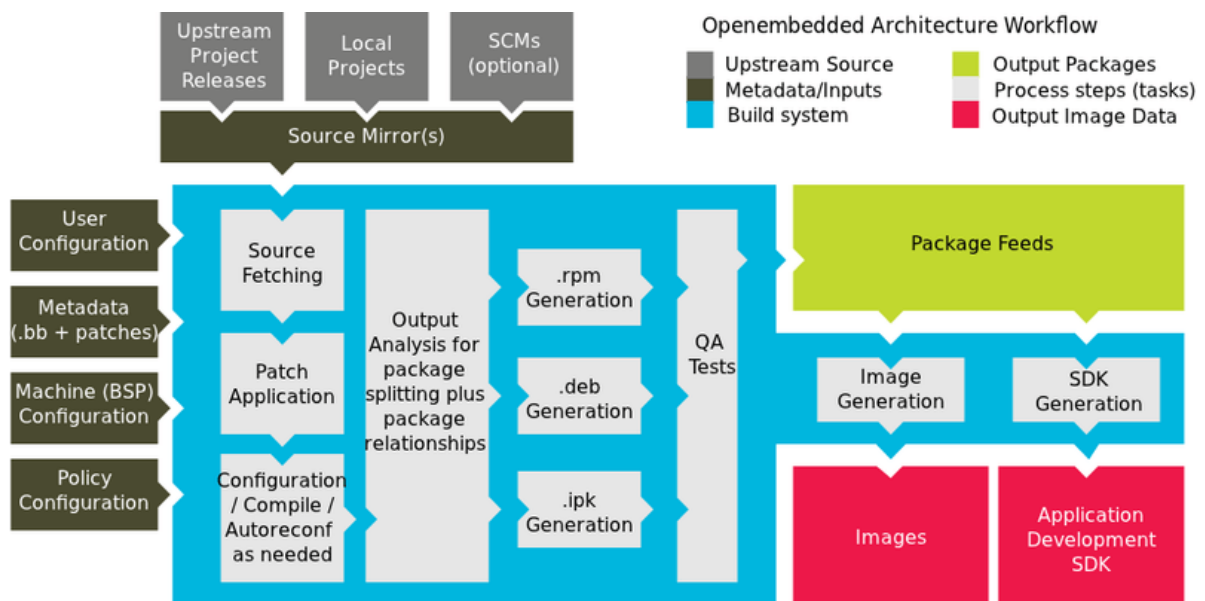 Upstream
Project
Releases
Local
Projects
SCMs
(optional)
Openembedded Architecture Workflow
Upstream Source
Metadata/Inputs
Build system
Output Packages
Process steps (tasks)
Output Image Data
Source Mirror(s)
User
Configuration
Metadata
(.bb + patches)
Machine (BSP)
Configuration
Policy
Configuration
Source
Fetching
Patch
Application
Configuration
/ Compile /
Autoreconf
as needed
Output
Analysis for
package
splitting plus
package
relationships
.rpm
Generation
.deb
Generation
.ipk
Generation
QA
Tests
Package Feeds
Image
Generation
SDK
Generation
Images
Application
Development
SDK